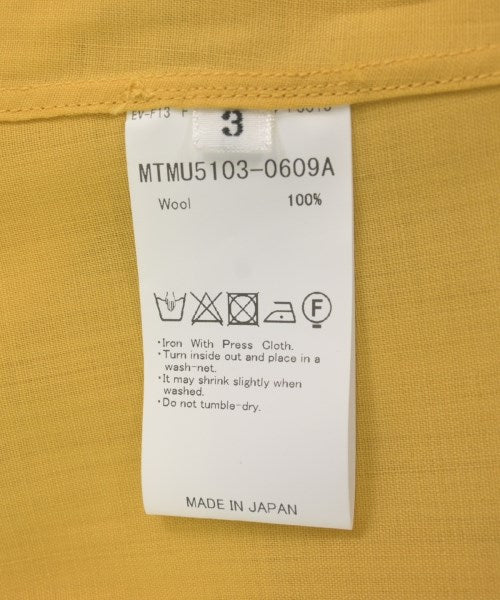 3
MTMU5103-0609A
Wool 100%
F
・Iron With Press Cloth.
・Turn inside out and place in a
wash-net.
・It may shrink slightly when
washed.
・Do not tumble-dry.
MADE IN JAPAN